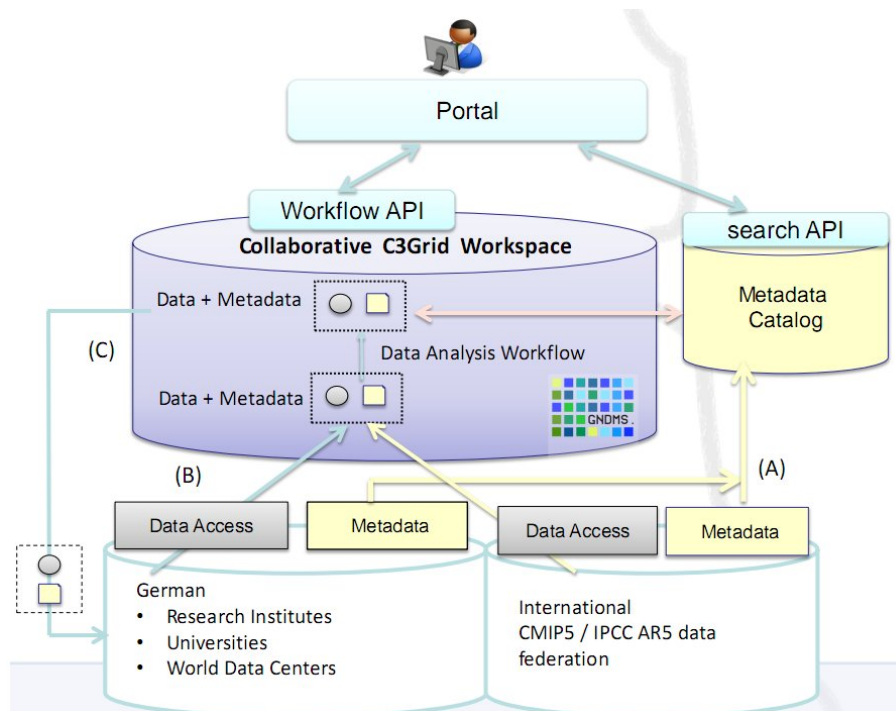 Portal
Workflow API
search API
Collaborative C3Grid Workspace
Metadata
Catalog
Data + Metadata
(C)
Data Analysis Workflow
Data + Metadata
GNDMS.
(B)
(A)
Data Access
Metadata
Data Access
Metadata
German
• Research Institutes
• Universities
• World Data Centers
International
CMIP5 / IPCC AR5 data
federation